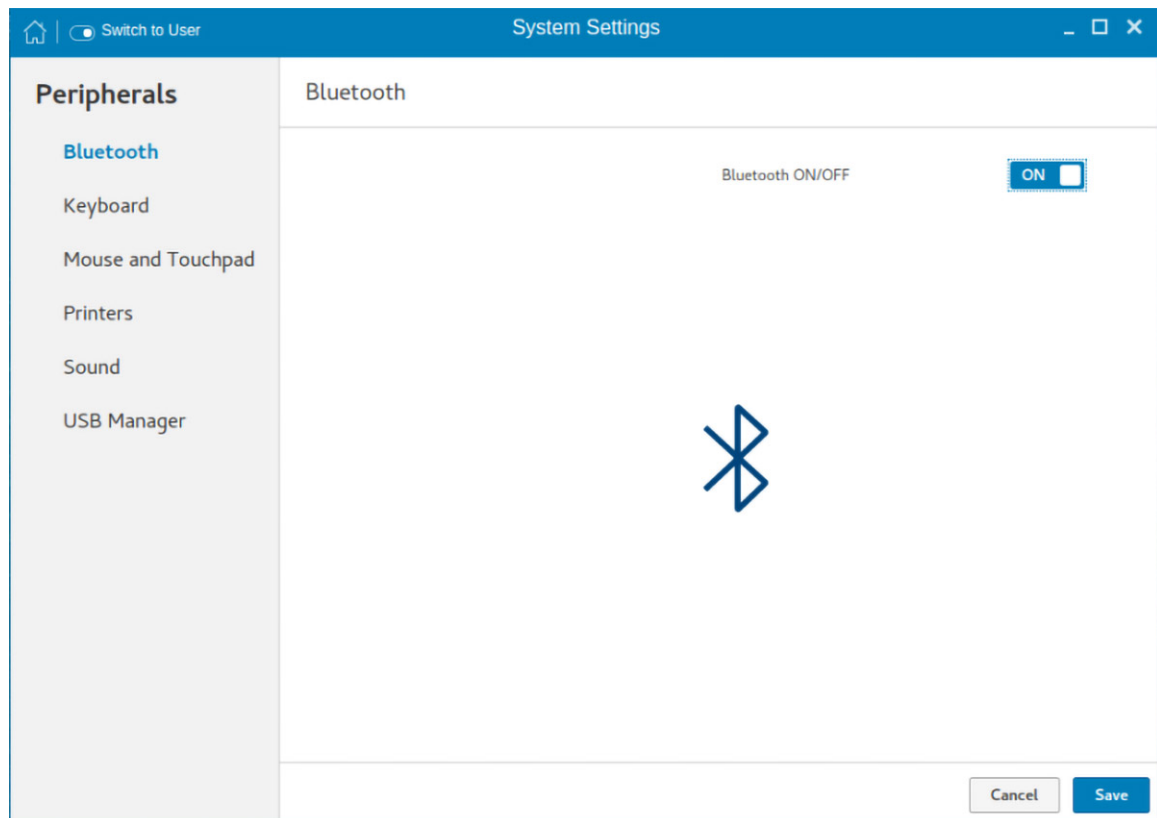 Switch to User
System Settings
Peripherals
Bluetooth
Keyboard
Mouse and Touchpad
Printers
Sound
USB Manager
Bluetooth
Bluetooth ON/OFF
ON
Cancel
Save